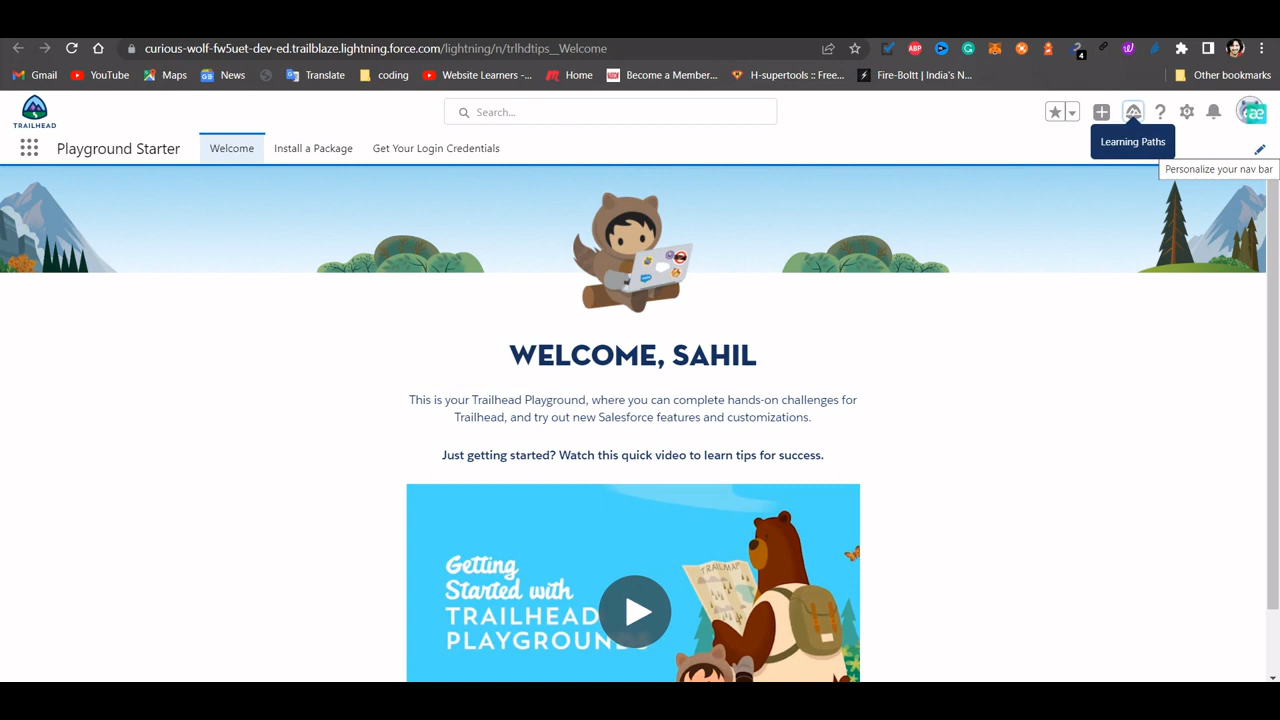 curious-wolf-fw5uet-dev-ed.trailblaze.lightning.force.com/lightning/n/trlhdtips__Welcome
ABP
4
Gmail
YouTube
Maps
News
Translate
coding
Website Learners -...
Home
Become a Member...
H-supertools :: Free...
Fire-Boltt | India's N...
Other bookmarks
TRAILHEAD
Search...
ae
Learning Paths
Playground Starter
Welcome
Install a Package
Get Your Login Credentials
Personalize your nav bar
WELCOME, SAHIL
This is your Trailhead Playground, where you can complete hands-on challenges for
Trailhead, and try out new Salesforce features and customizations.
Just getting started? Watch this quick video to learn tips for success.
Getting
Started with
TRAILHEAD
PLAYGROUNDS
TRAILMAP